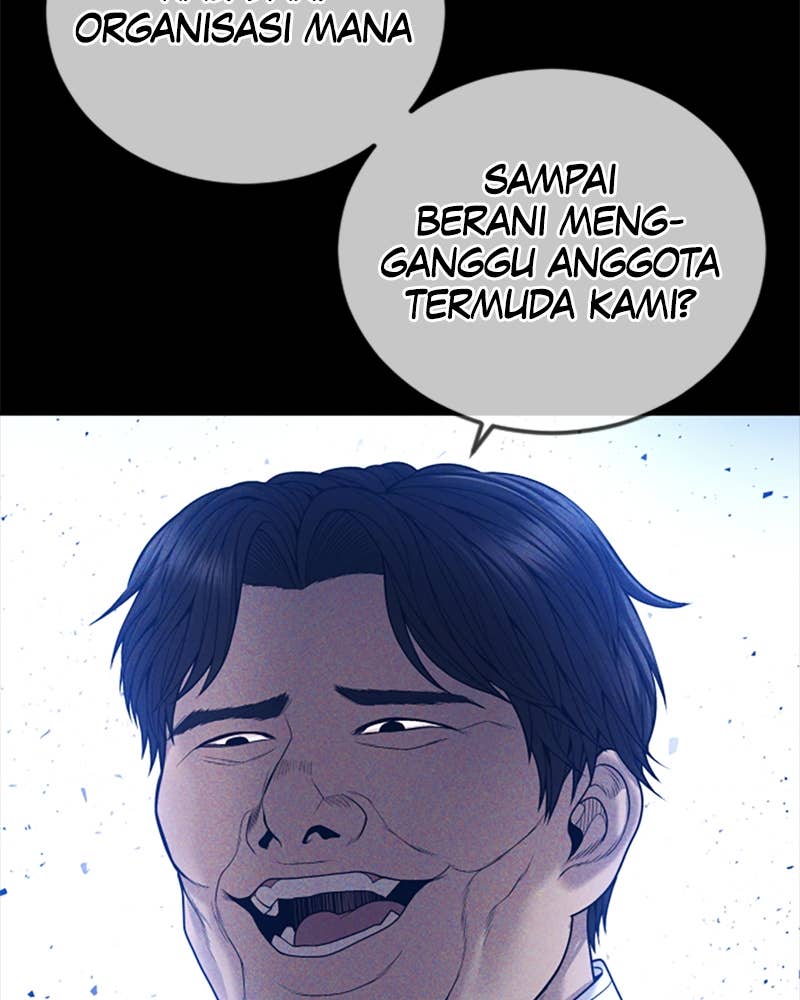 ORGANISASI MANA
SAMPAI
BERANI MENG-
GANGGU ANGGOTA
TERMUDA KAMI?